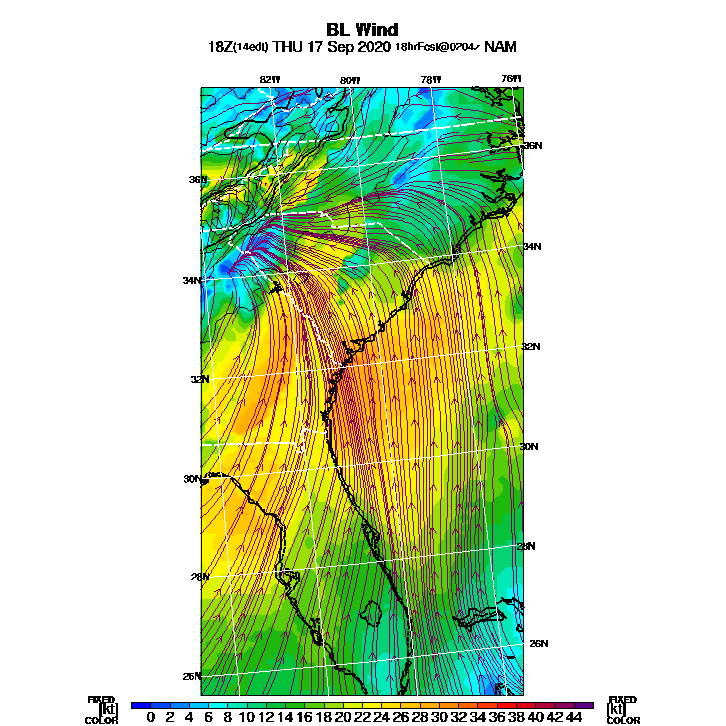 BL Wind
18Z(14edt) THU 17 Sep 2020 18hrFcst@0204z NAM
82W 80W 78W 76W
36N
36N
34N
34N
32N
32N
30N
30N
28N
28N
26N
26N
FIXED FIXED
[kt] 0 2 4 6 8 10 12 14 16 18 20 22 24 26 28 30 32 34 36 38 40 42 44 [kt]
COLOR COLOR